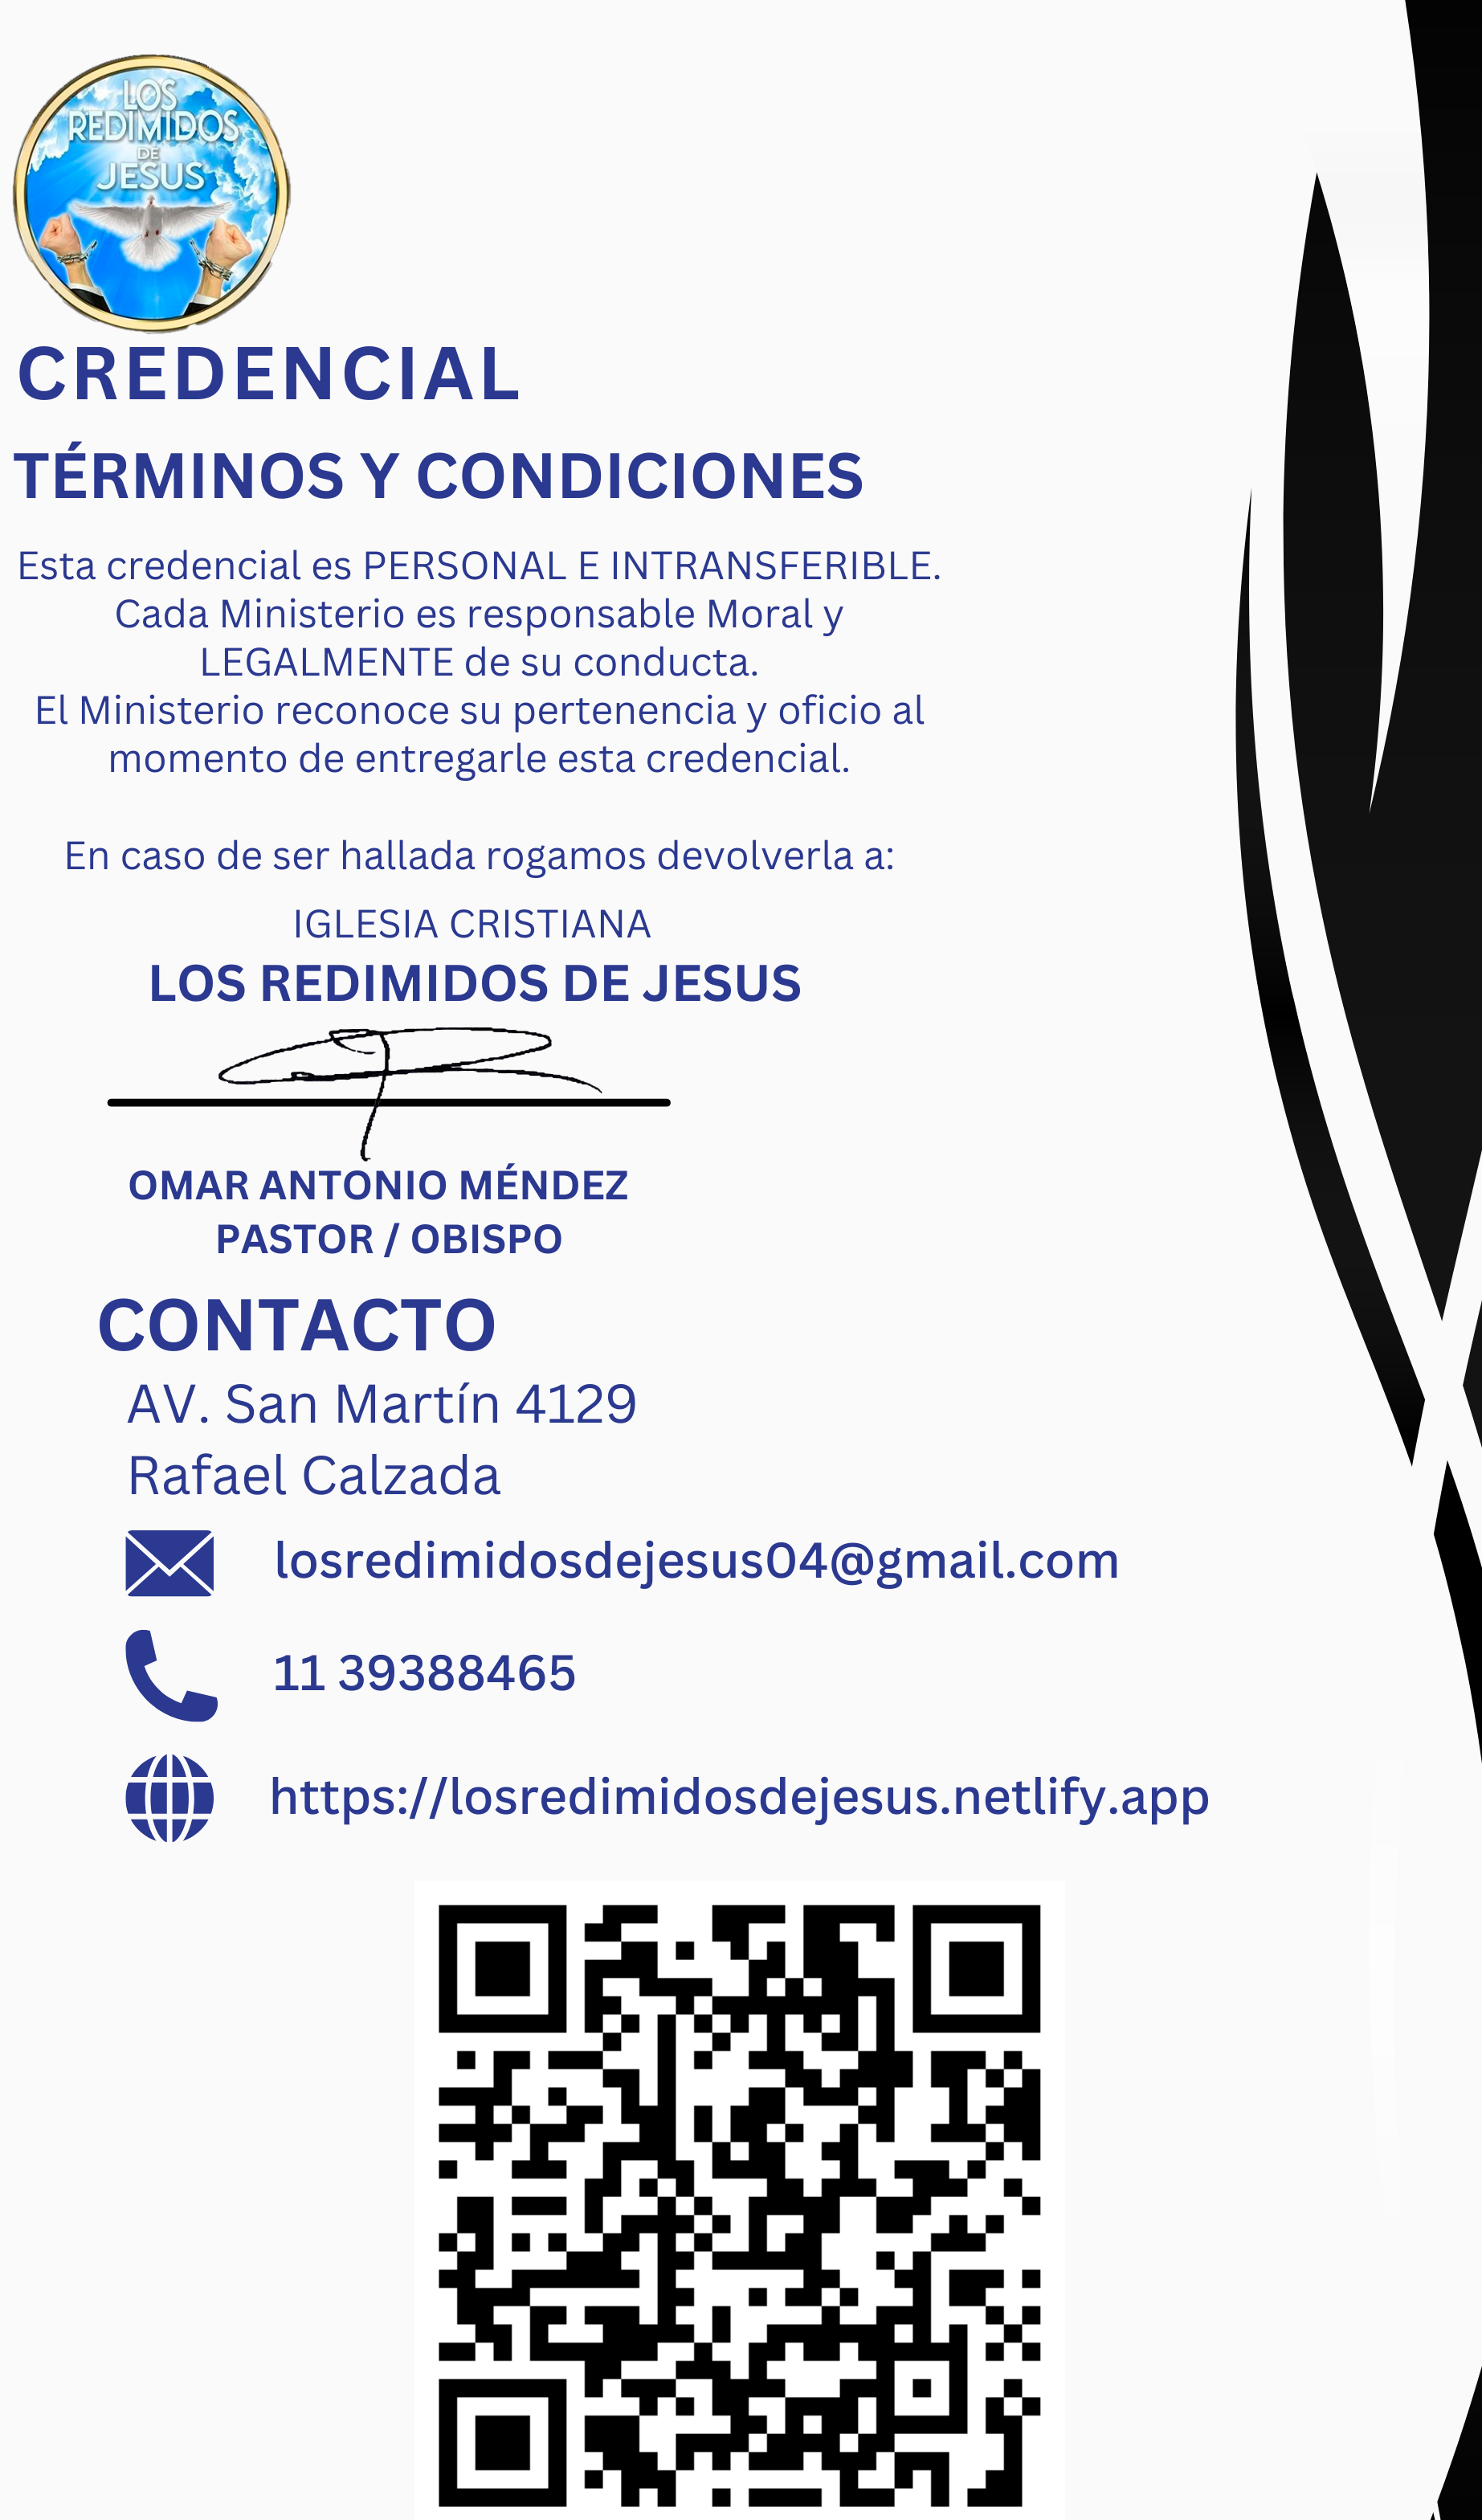 LOS
REDIMIDOS
DE
JESUS
CREDENCIAL
TÉRMINOS Y CONDICIONES
Esta credencial es PERSONAL E INTRANSFERIBLE.
Cada Ministerio es responsable Moral y
LEGALMENTE de su conducta.
El Ministerio reconoce su pertenencia y oficio al
momento de entregarle esta credencial.
En caso de ser hallada rogamos devolverla a:
IGLESIA CRISTIANA
LOS REDIMIDOS DE JESUS
OMAR ANTONIO MÉNDEZ
PASTOR / OBISPO
CONTACTO
AV. San Martín 4129
Rafael Calzada
losredimidosdejesus04@gmail.com
11 39388465
https://losredimidosdejesus.netlify.app